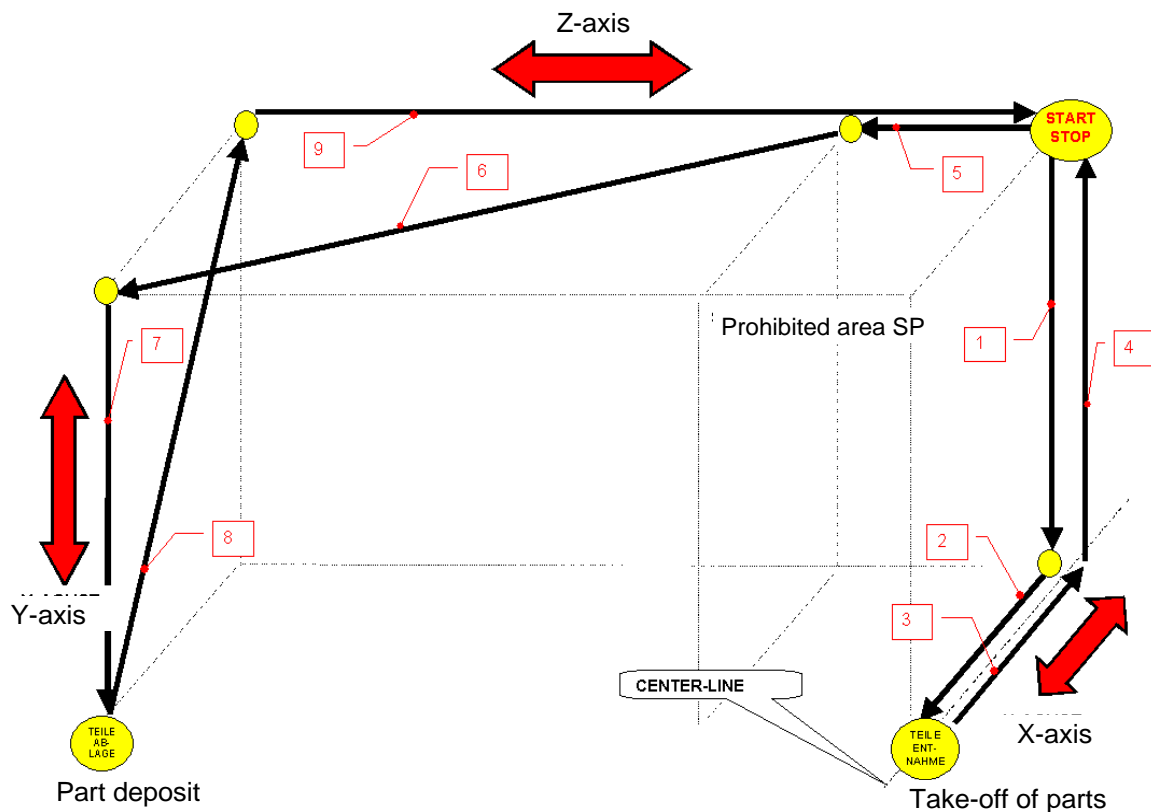 Z-axis
START
STOP
9
5
6
Prohibited area SP
7
1
4
8
2
Y-axis
3
CENTER-LINE
TEILE
AB-
LAGE
TEILE
ENT-
NAHME
X-axis
Part deposit
Take-off of parts